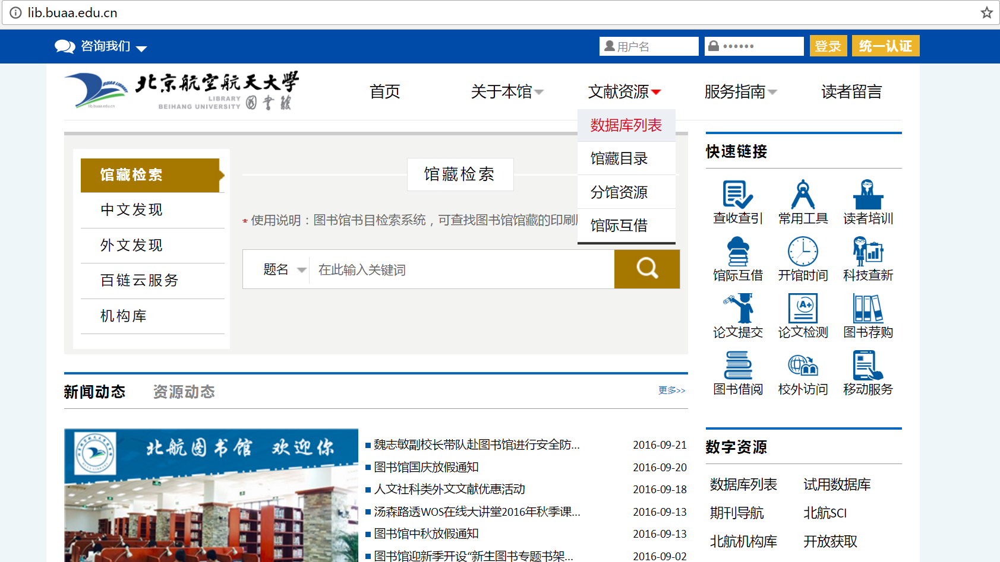 lib.buaa.edu.cn
咨询我们
用户名
••••••
登录
统一认证
北京航空航天大學
LIBRARY
BEIHANG UNIVERSITY
图書館
lib.buaa.edu.cn
BUAA LIBRARY
首页
关于本馆
文献资源
服务指南
读者留言
数据库列表
馆藏目录
分馆资源
馆际互借
馆藏检索
中文发现
外文发现
百链云服务
机构库
馆藏检索
使用说明：图书馆书目检索系统，可查找图书馆馆藏的印刷
题名
在此输入关键词
快速链接
查收查引 常用工具 读者培训
馆际互借 开馆时间 科技查新
A+
论文提交 论文检测 图书荐购
图书借阅 校外访问 移动服务
新闻动态 资源动态
更多>>
北航图书馆 欢迎你
魏志敏副校长带队赴图书馆进行安全防... 2016-09-21
图书馆国庆放假通知 2016-09-20
人文社科类外文文献优惠活动 2016-09-18
汤森路透WOS在线大讲堂2016年秋季课... 2016-09-13
图书馆中秋放假通知 2016-09-13
图书馆迎新季开设“新生图书专题书架... 2016-09-02
数字资源
数据库列表 试用数据库
期刊导航 北航SCI
北航机构库 开放获取